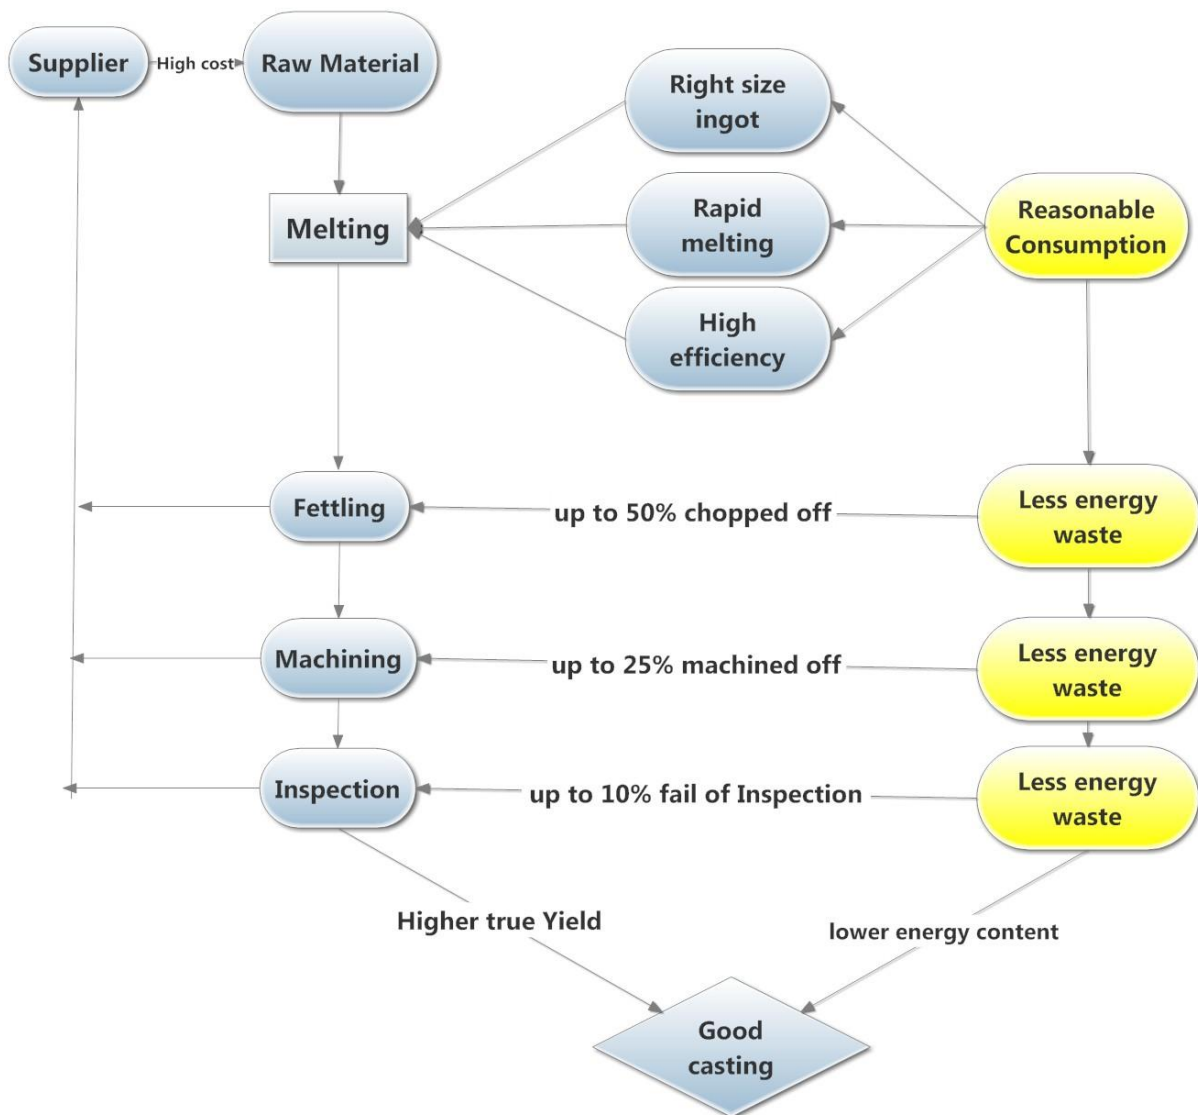 Supplier
High cost
Raw Material
Right size
ingot
Melting
Rapid
melting
Reasonable
Consumption
High
efficiency
Fettling
up to 50% chopped off
Less energy
waste
Machining
up to 25% machined off
Less energy
waste
Inspection
up to 10% fail of Inspection
Less energy
waste
Higher true Yield
lower energy content
Good
casting